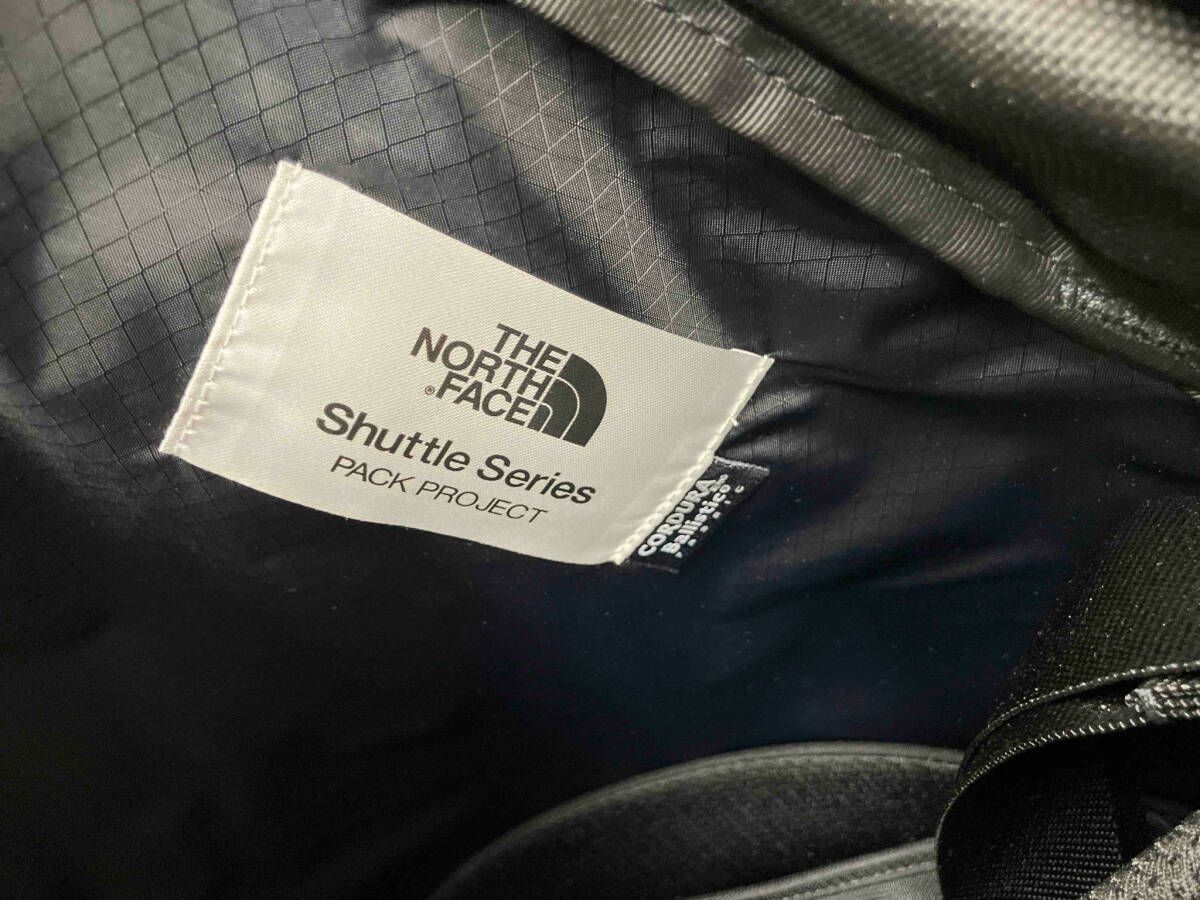 THE
NORTH
®FACE
Shuttle Series
PACK PROJECT
CORDURA
Ballistic